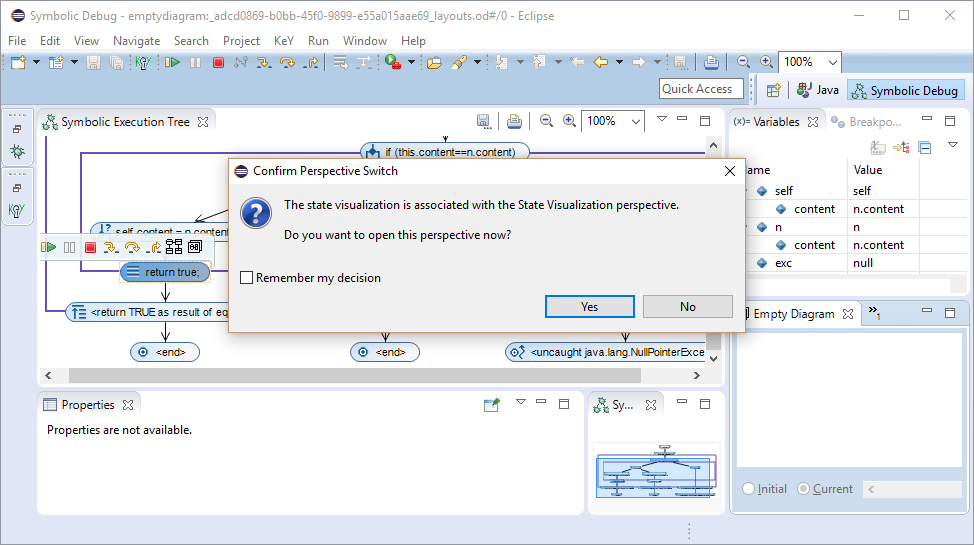 Symbolic Debug - emptydiagram:_adcd0869-b0bb-45f0-9899-e55a015aae69_layouts.od#/0 - Eclipse
File Edit View Navigate Search Project KeY Run Window Help
100%
Quick Access
Java
Symbolic Debug
Symbolic Execution Tree
100%
if (this.content==n.content)
self.content = n.content
return true;
<return TRUE as result of eq
<end>
<end>
<uncaught java.lang.NullPointerExce
(x)= Variables
Breakpo...
Name Value
self self
content n.content
n n
content n.content
exc null
Confirm Perspective Switch
The state visualization is associated with the State Visualization perspective.
Do you want to open this perspective now?
Remember my decision
Yes
No
Empty Diagram
»1
Initial
Current
Properties
Properties are not available.
Sy...